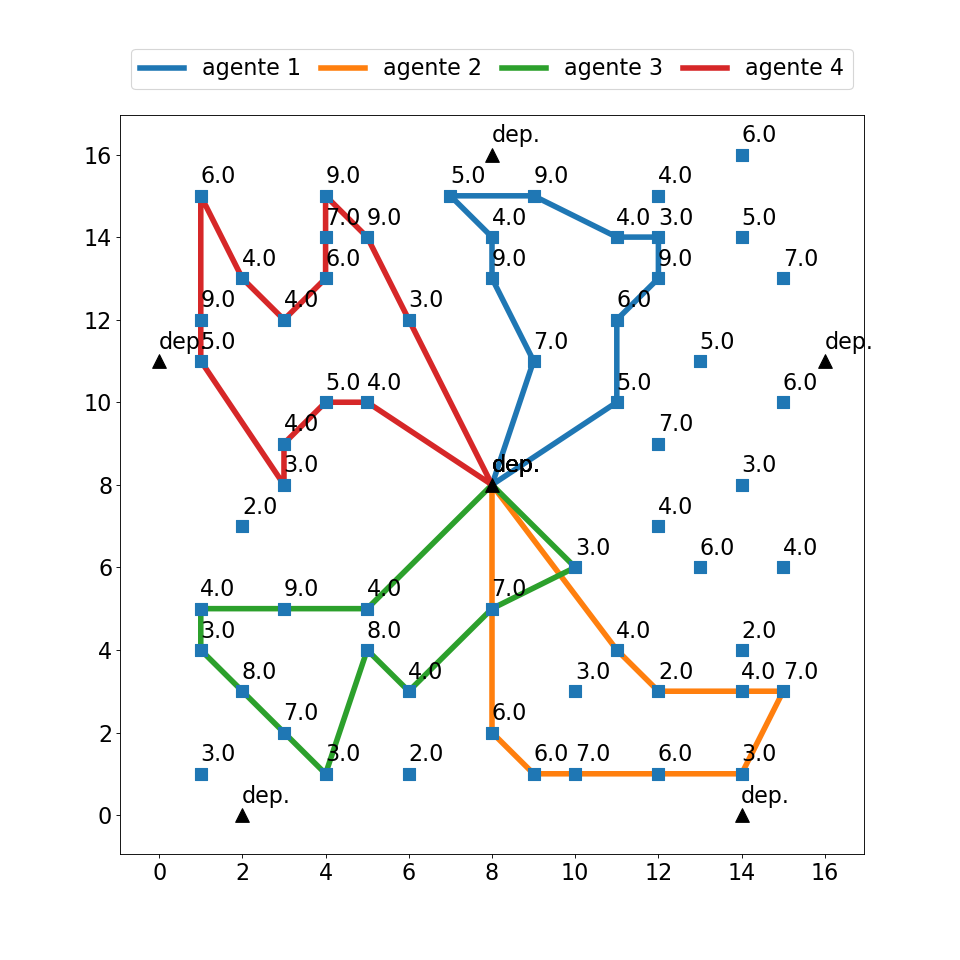 agente 1 agente 2 agente 3 agente 4
dep. 6.0
16
6.0 9.0 5.0 9.0 4.0
7.0 9.0 4.0 4.0 3.0 5.0
14
4.0 6.0 9.0 9.0 7.0
9.0 4.0 3.0 6.0
12
dep. 5.0 7.0 5.0 dep.
5.0 4.0 5.0 6.0
10
4.0 7.0
3.0 dep. 3.0
8
2.0 4.0
3.0 6.0 4.0
6
4.0 9.0 4.0 7.0
3.0 8.0 4.0 2.0
4
8.0 4.0 3.0 2.0 4.0 7.0
7.0 6.0
2
3.0 3.0 2.0 6.0 7.0 6.0 3.0
dep. dep.
0
0 2 4 6 8 10 12 14 16